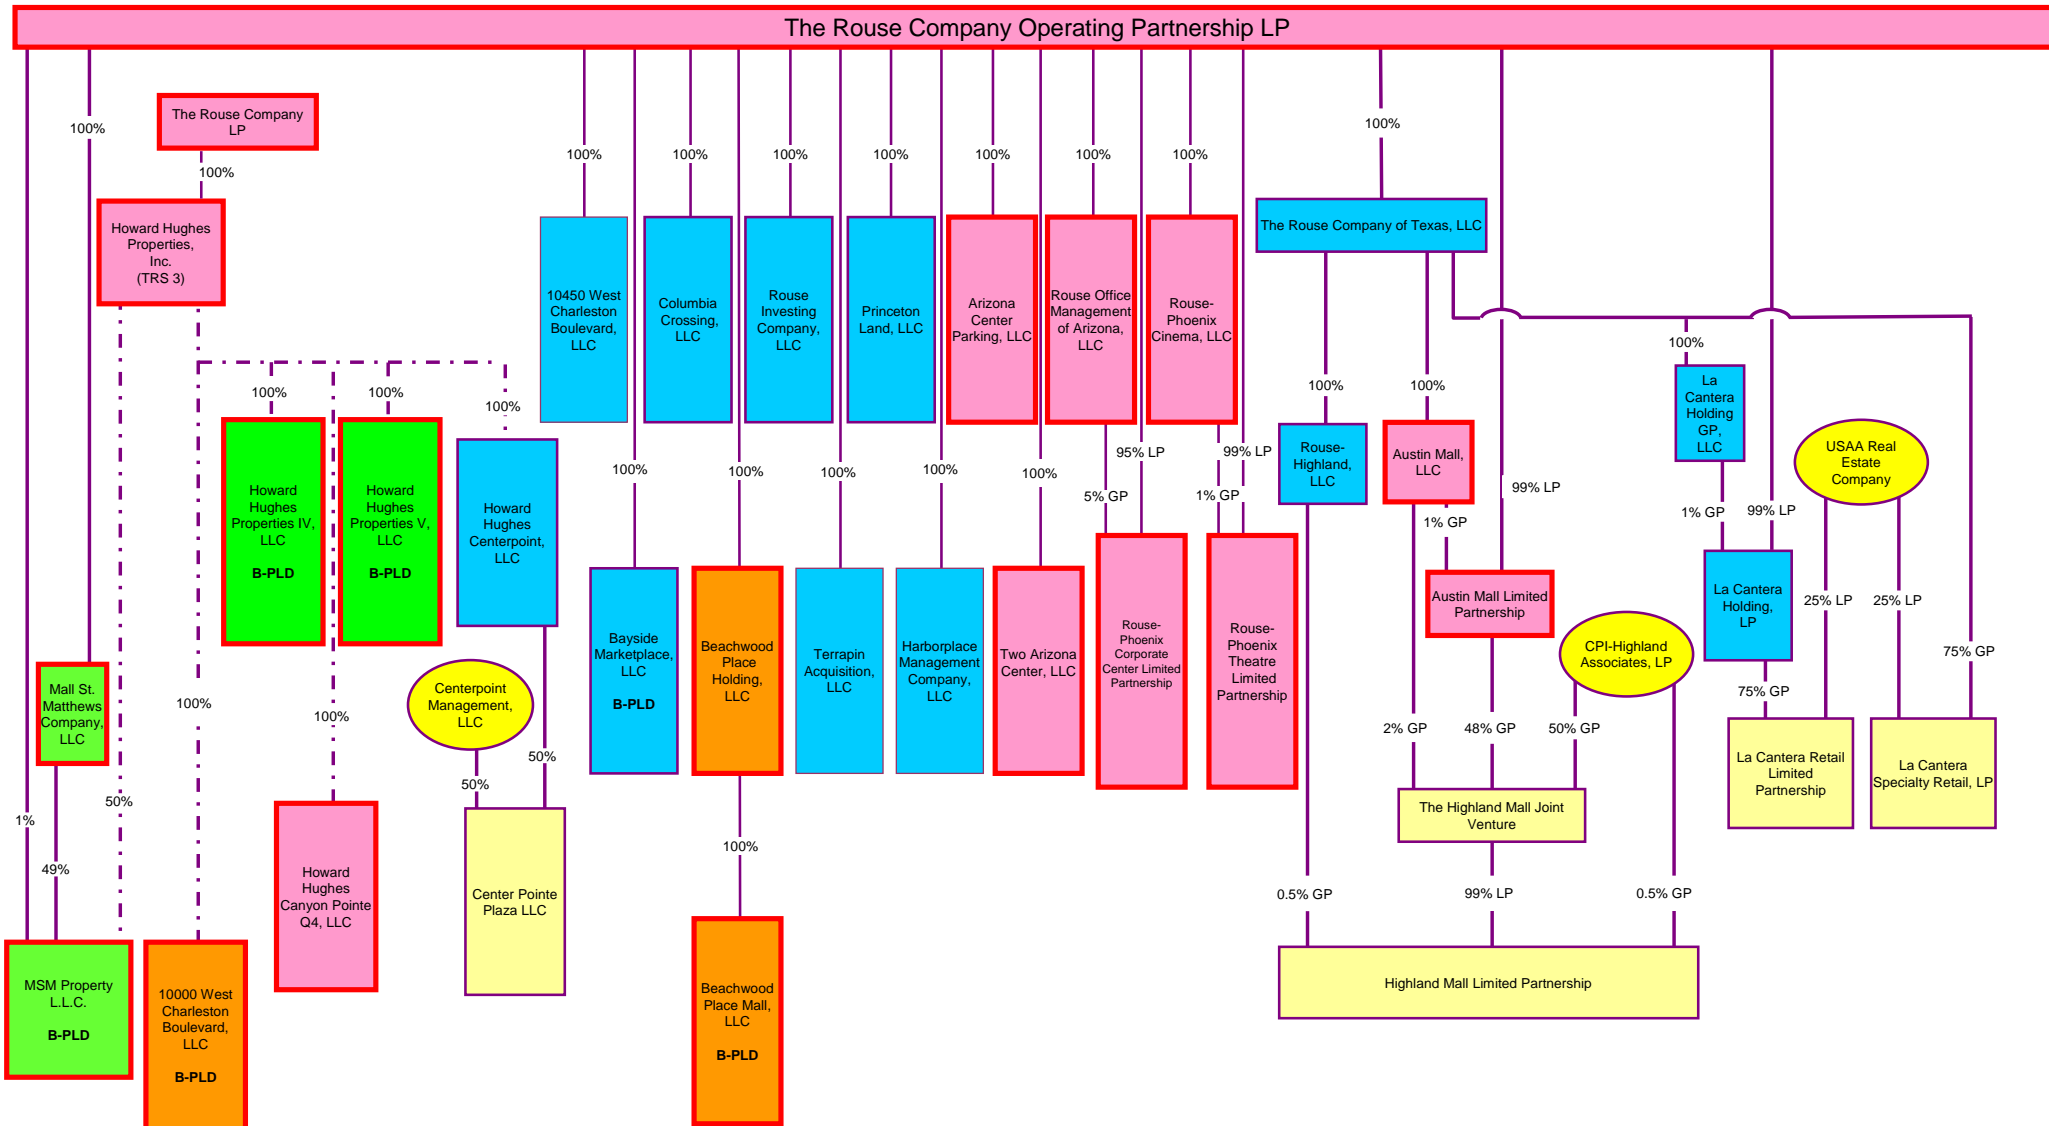 The Rouse Company Operating Partnership LP
The Rouse Company
LP
100%
100%
100%
100%
100%
100%
100%
100%
100%
100%
100%
Howard Hughes
Properties,
Inc.
(TRS 3)
The Rouse Company of Texas, LLC
10450 West
Charleston
Boulevard,
LLC
Columbia
Crossing,
LLC
Rouse
Investing
Company,
LLC
Princeton
Land, LLC
Arizona
Center
Parking, LLC
Rouse Office
Management
of Arizona,
LLC
Rouse-
Phoenix
Cinema, LLC
100%
100%
100%
100%
100%
100%
La
Cantera
Holding
GP,
LLC
Howard
Hughes
Properties IV,
LLC
B-PLD
Howard
Hughes
Properties V,
LLC
B-PLD
Howard
Hughes
Centerpoint,
LLC
100%
100%
100%
100%
100%
95% LP
99% LP
5% GP
1% GP
Rouse-
Highland,
LLC
Austin Mall,
LLC
USAA Real
Estate
Company
99% LP
1% GP
1% GP
99% LP
Mall St.
Matthews
Company,
LLC
100%
100%
Centerpoint
Management,
LLC
Bayside
Marketplace,
LLC
B-PLD
Beachwood
Place
Holding,
LLC
Terrapin
Acquisition,
LLC
Harborplace
Management
Company,
LLC
Two Arizona
Center, LLC
Rouse-
Phoenix
Corporate
Center Limited
Partnership
Rouse-
Phoenix
Theatre
Limited
Partnership
Austin Mall Limited
Partnership
CPI-Highland
Associates, LP
La Cantera
Holding,
LP
25% LP
25% LP
75% GP
75% GP
2% GP
48% GP
50% GP
50%
50%
La Cantera Retail
Limited
Partnership
La Cantera
Specialty Retail, LP
The Highland Mall Joint
Venture
1%
50%
49%
100%
Howard
Hughes
Canyon Pointe
Q4, LLC
Center Pointe
Plaza LLC
0.5% GP
99% LP
0.5% GP
MSM Property
L.L.C.
B-PLD
10000 West
Charleston
Boulevard,
LLC
B-PLD
Beachwood
Place Mall,
LLC
B-PLD
Highland Mall Limited Partnership